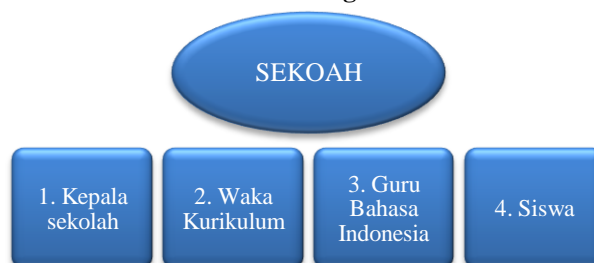 SEKOAH
1. Kepala
sekolah
2. Waka
Kurikulum
3. Guru
Bahasa
Indonesia
4. Siswa